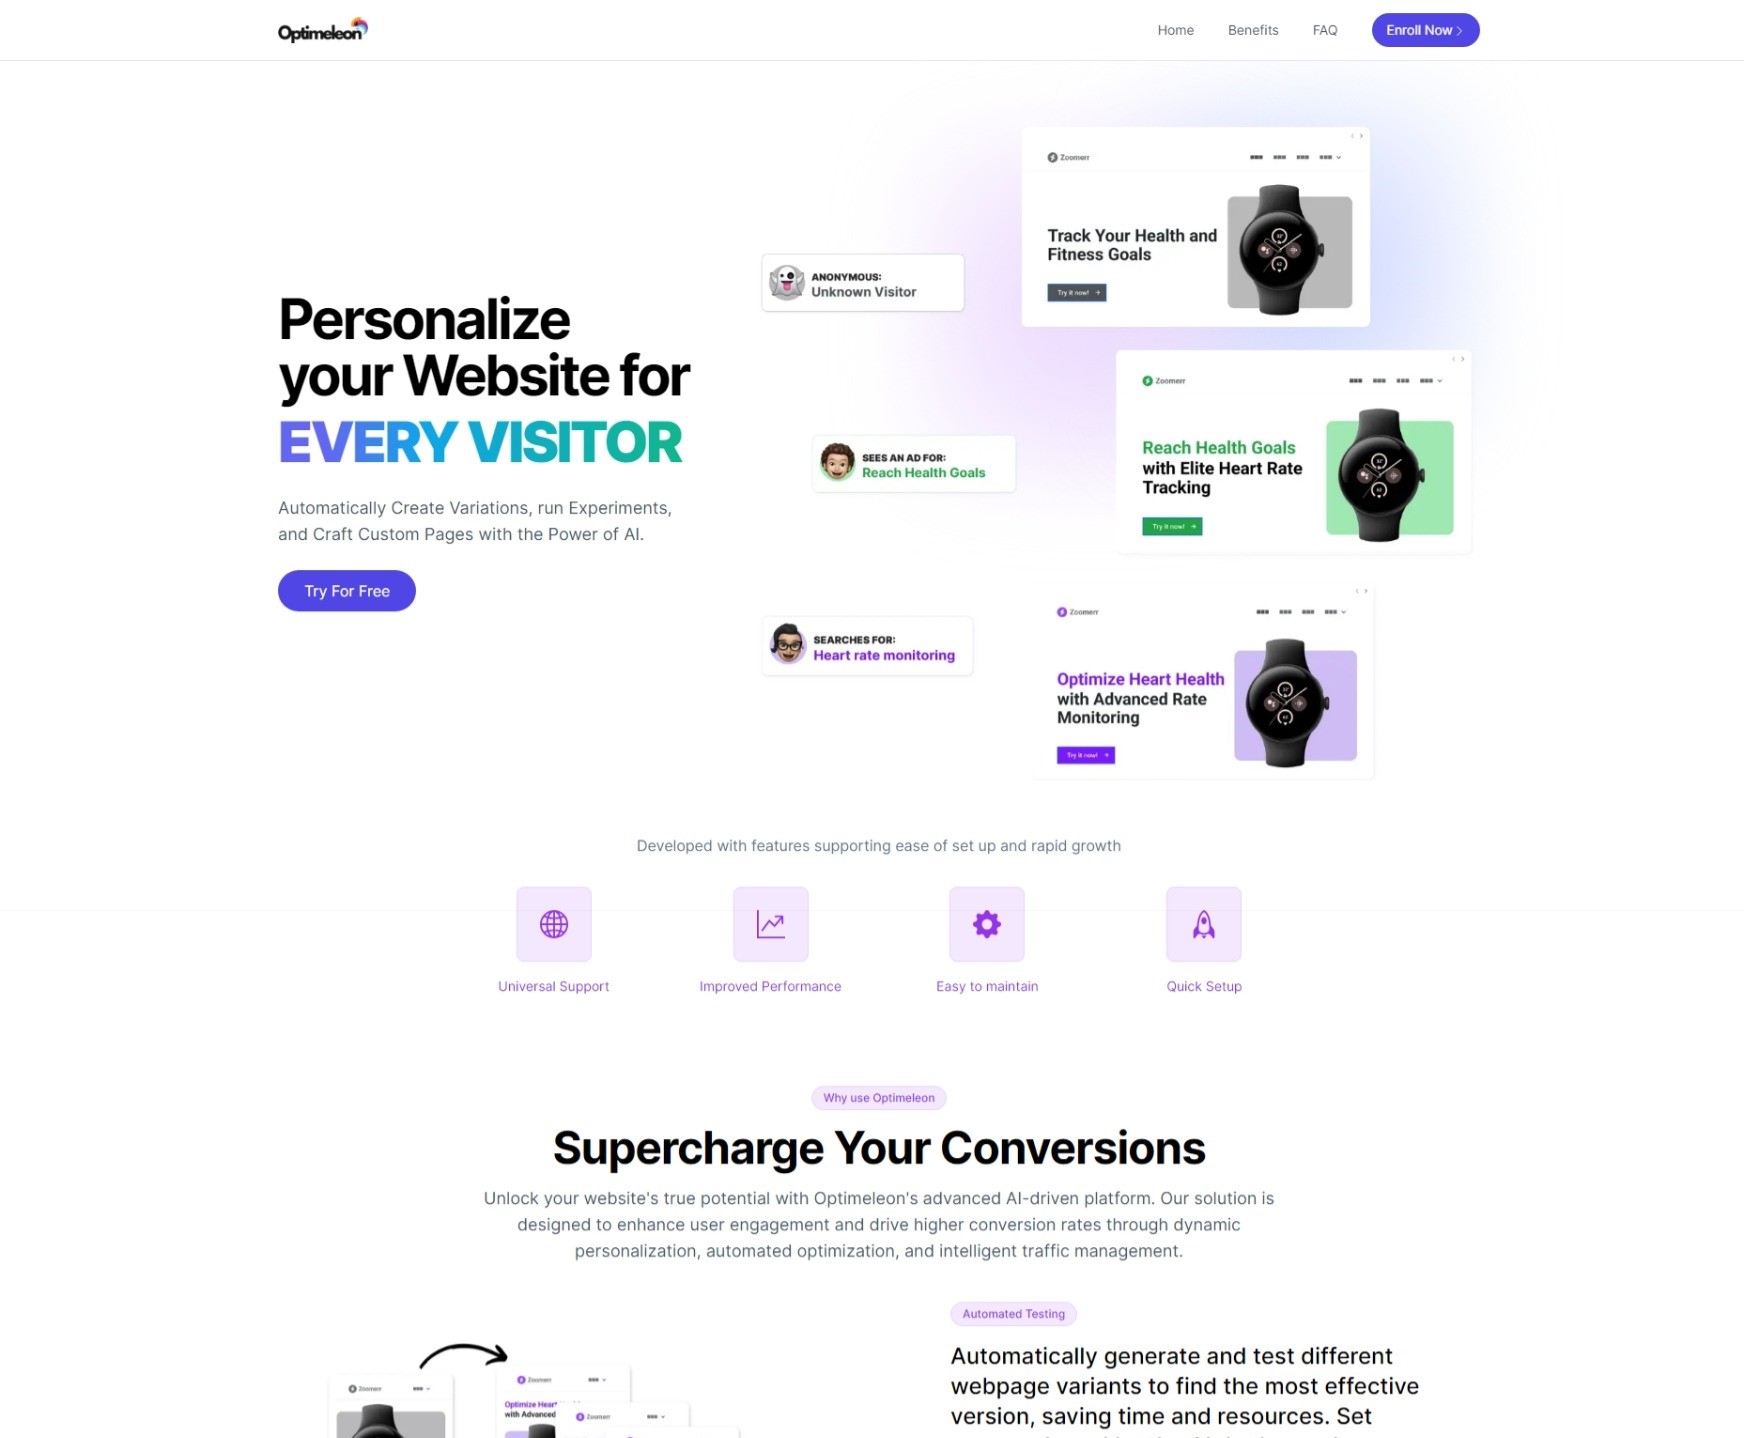 Optimeleon
Home
Benefits
FAQ
Enroll Now
Zoomerr
Track Your Health and
Fitness Goals
Try it now!
ANONYMOUS:
Unknown Visitor
Personalize
your Website for
EVERY VISITOR
Automatically Create Variations, run Experiments,
and Craft Custom Pages with the Power of AI.
Try For Free
Zoomerr
Reach Health Goals
with Elite Heart Rate
Tracking
Try it now!
SEES AN AD FOR:
Reach Health Goals
Zoomerr
Optimize Heart Health
with Advanced Rate
Monitoring
Try it now!
SEARCHES FOR:
Heart rate monitoring
Developed with features supporting ease of set up and rapid growth
Universal Support
Improved Performance
Easy to maintain
Quick Setup
Why use Optimeleon
Supercharge Your Conversions
Unlock your website's true potential with Optimeleon's advanced AI-driven platform. Our solution is
designed to enhance user engagement and drive higher conversion rates through dynamic
personalization, automated optimization, and intelligent traffic management.
Zoomerr
Zoomerr
Optimize
with Advanced
Zoomerr
Automated Testing
Automatically generate and test different
webpage variants to find the most effective
version, saving time and resources. Set